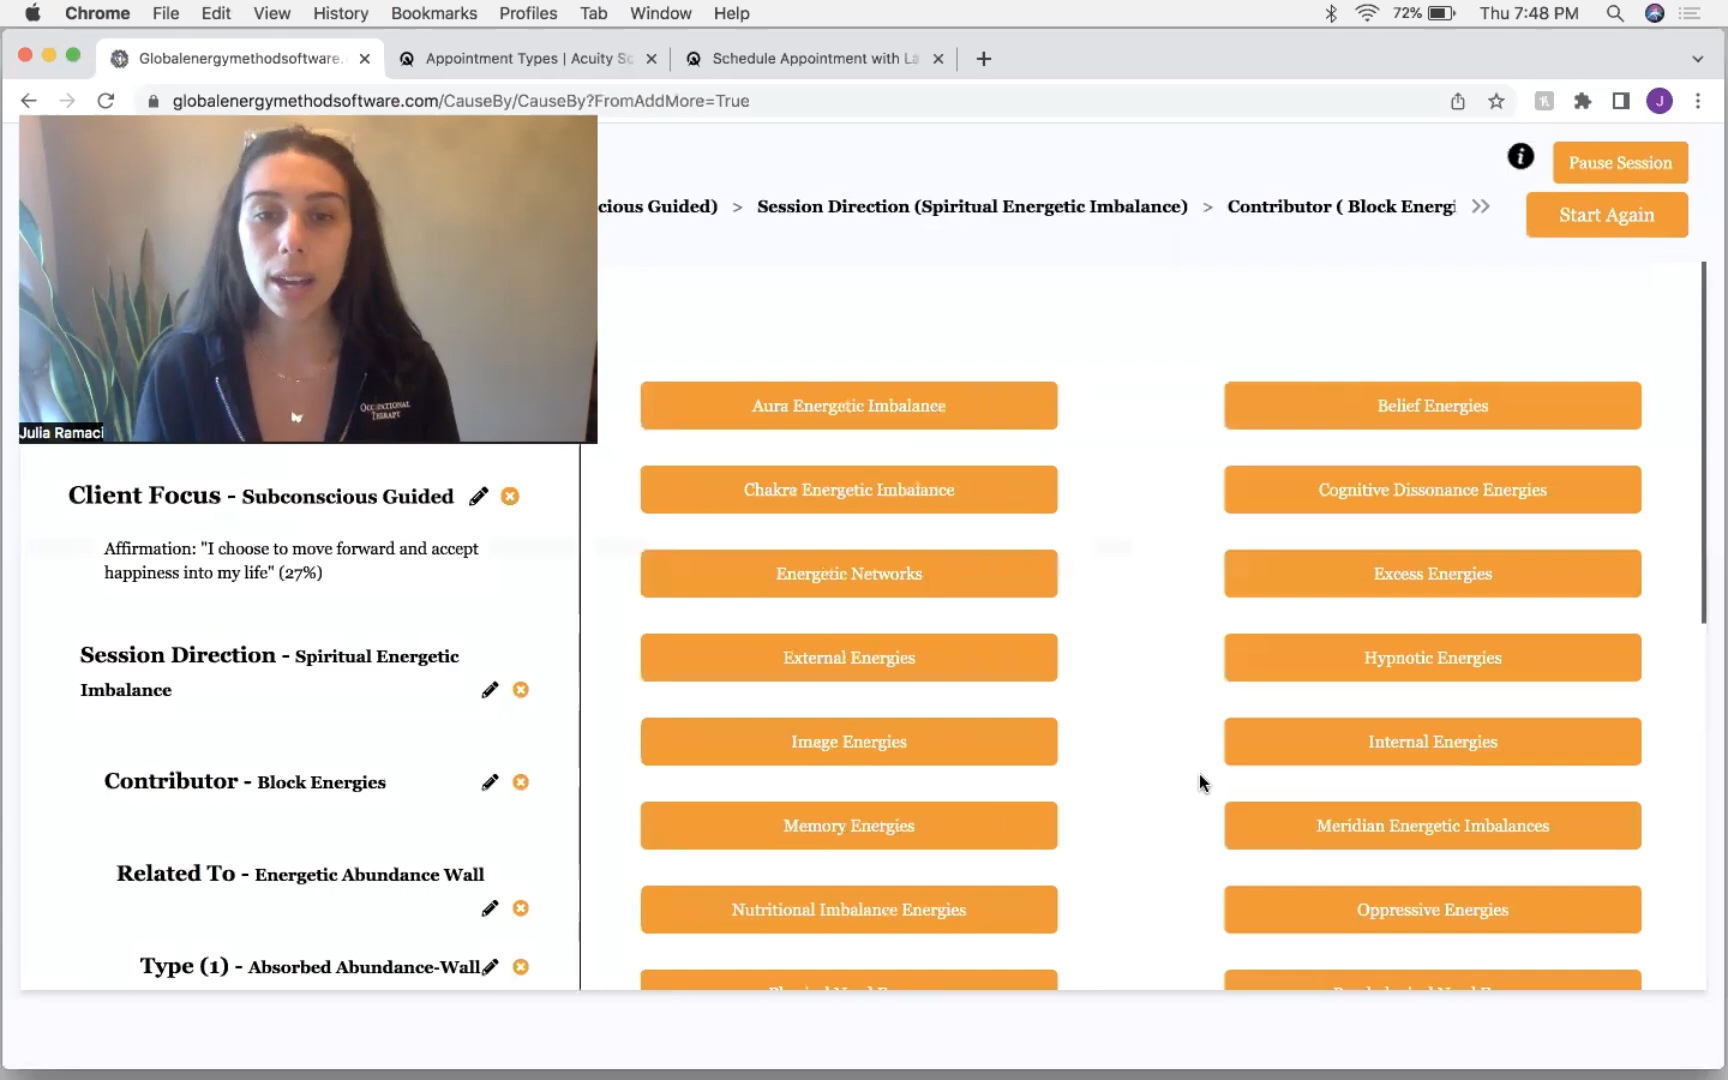 Chrome File Edit View History Bookmarks Profiles Tab Window Help 72% Thu 7:48 PM
Globalenergymethodsoftware. Appointment Types | Acuity Sc Schedule Appointment with La
globalenergymethodsoftware.com/CauseBy/CauseBy?FromAddMore=True J
Pause Session
cious Guided) > Session Direction (Spiritual Energetic Imbalance) > Contributor ( Block Energi
Start Again
OCCUPATIONAL
THERAPY
Julia Ramaci
Client Focus - Subconscious Guided
Affirmation: "I choose to move forward and accept
happiness into my life" (27%)
Session Direction - Spiritual Energetic
Imbalance
Contributor - Block Energies
Related To - Energetic Abundance Wall
Type (1) - Absorbed Abundance-Wall
Aura Energetic Imbalance Belief Energies
Chakra Energetic Imbalance Cognitive Dissonance Energies
Energetic Networks Excess Energies
External Energies Hypnotic Energies
Image Energies Internal Energies
Memory Energies Meridian Energetic Imbalances
Nutritional Imbalance Energies Oppressive Energies